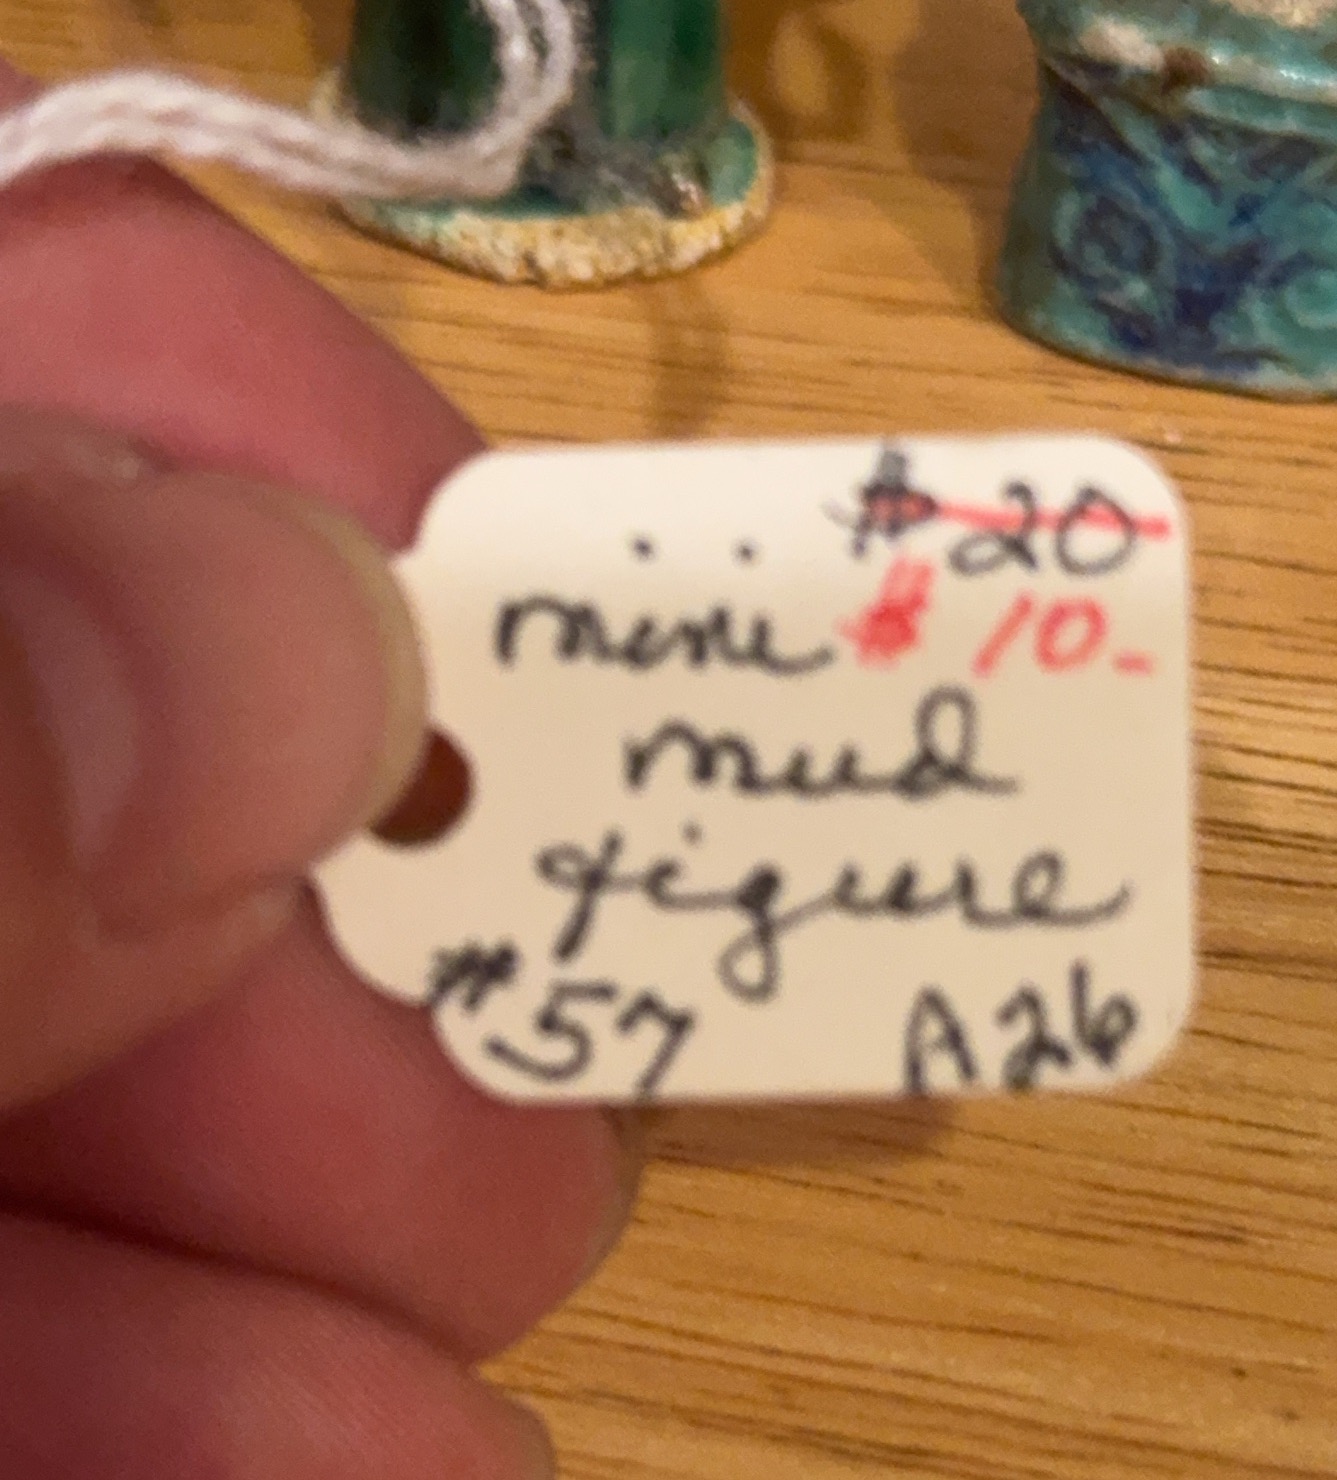 $20
mini $10.-
mud
figure
#57 A26